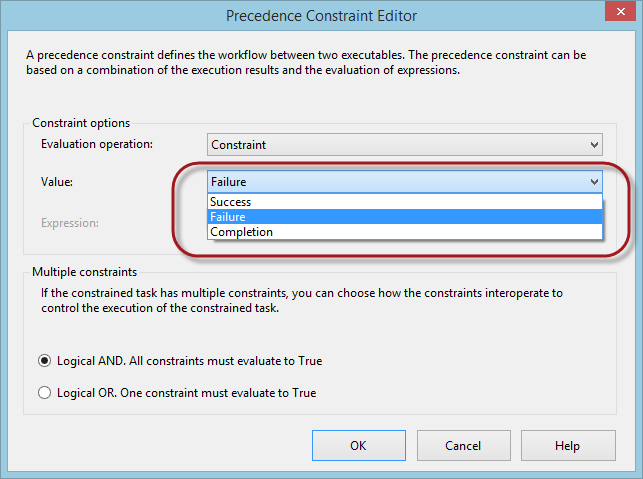 Precedence Constraint Editor
A precedence constraint defines the workflow between two executables. The precedence constraint can be
based on a combination of the execution results and the evaluation of expressions.
Constraint options
Evaluation operation:
Constraint
Value:
Failure
Success
Failure
Completion
Expression:
Multiple constraints
If the constrained task has multiple constraints, you can choose how the constraints interoperate to
control the execution of the constrained task.
Logical AND. All constraints must evaluate to True
Logical OR. One constraint must evaluate to True
OK
Cancel
Help